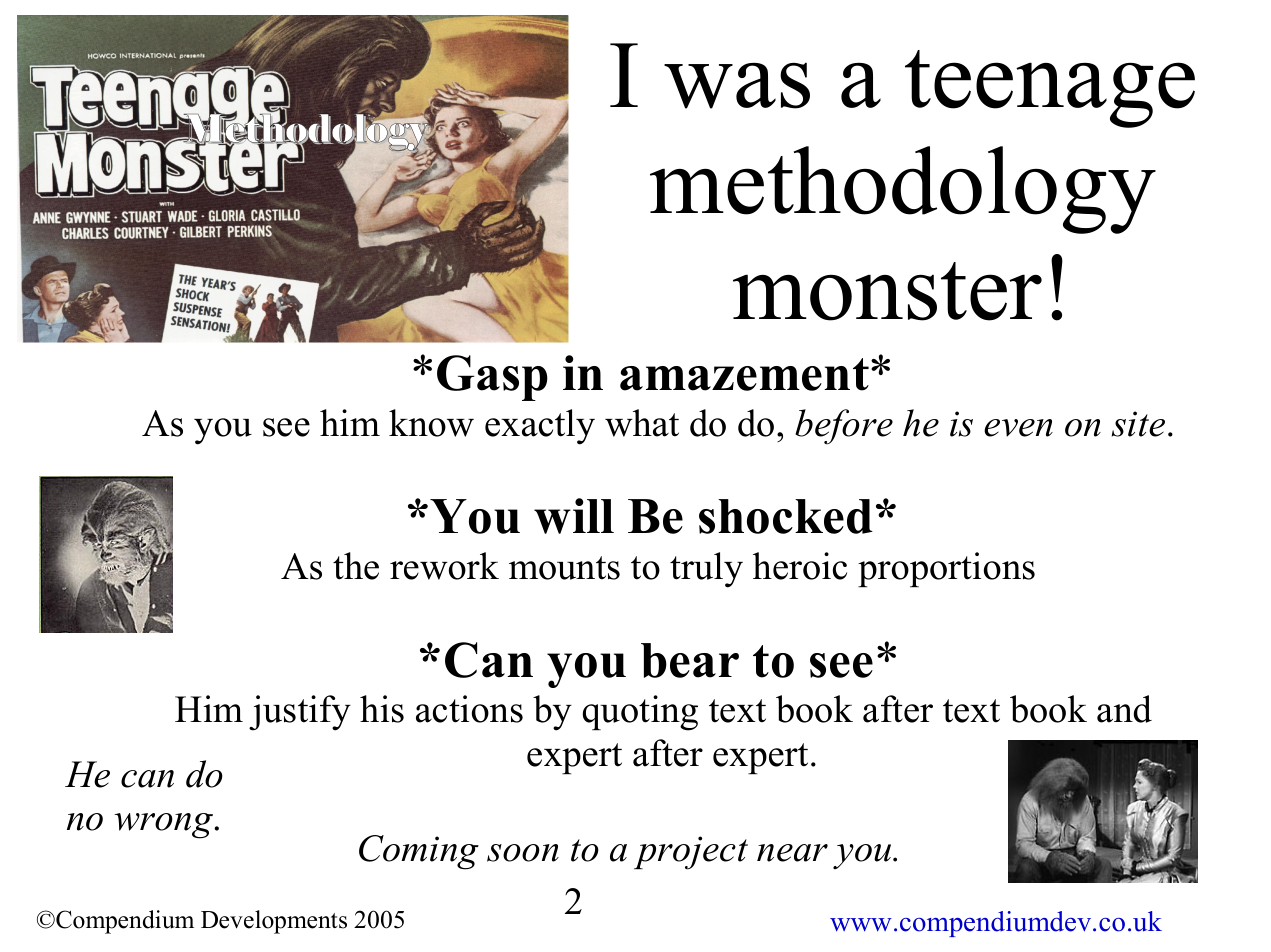 HOWCO INTERNATIONAL presents
Teenage
Methodology
Monster
WITH
ANNE GWYNNE · STUART WADE · GLORIA CASTILLO
CHARLES COURTNEY · GILBERT PERKINS
THE YEAR'S
SHOCK
SUSPENSE
SENSATION!
I was a teenage
methodology
monster!
*Gasp in amazement*
As you see him know exactly what do do, before he is even on site.
*You will Be shocked*
As the rework mounts to truly heroic proportions
*Can you bear to see*
Him justify his actions by quoting text book after text book and
expert after expert.
He can do
no wrong.
Coming soon to a project near you.
2
©Compendium Developments 2005
www.compendiumdev.co.uk